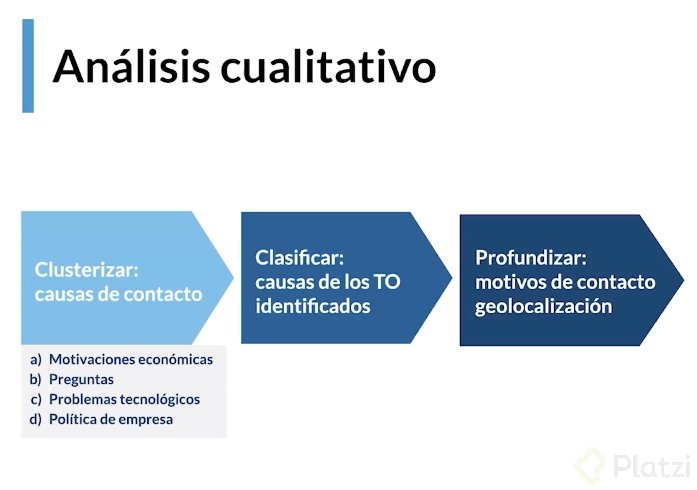 Análisis cualitativo
Clusterizar:
causas de contacto
a) Motivaciones económicas
b) Preguntas
c) Problemas tecnológicos
d) Política de empresa
Clasificar:
causas de los TO
identificados
Profundizar:
motivos de contacto
geolocalización
Platzi